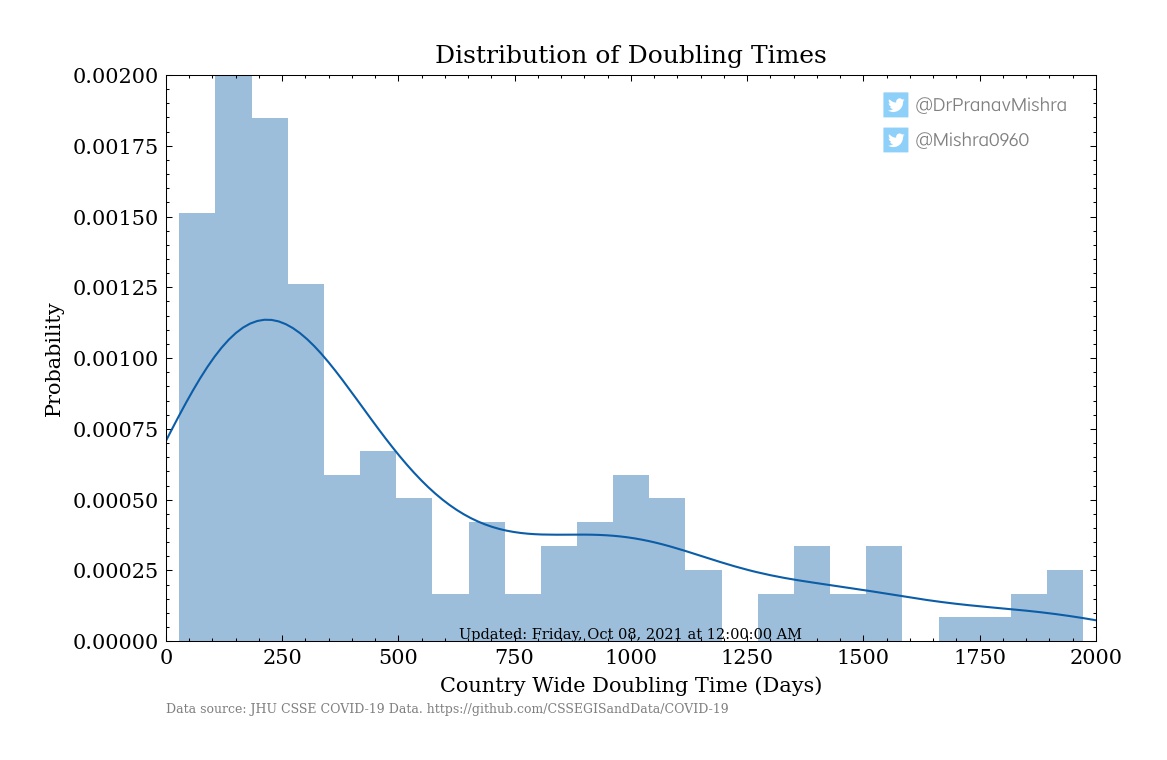 Distribution of Doubling Times
0.00200
0.00175
0.00150
0.00125
0.00100
0.00075
0.00050
0.00025
0.00000
Probability
@DrPranavMishra
@Mishra0960
Updated: Friday, Oct 08, 2021 at 12:00:00 AM
0 250 500 750 1000 1250 1500 1750 2000
Country Wide Doubling Time (Days)
Data source: JHU CSSE COVID-19 Data. https://github.com/CSSEGISandData/COVID-19